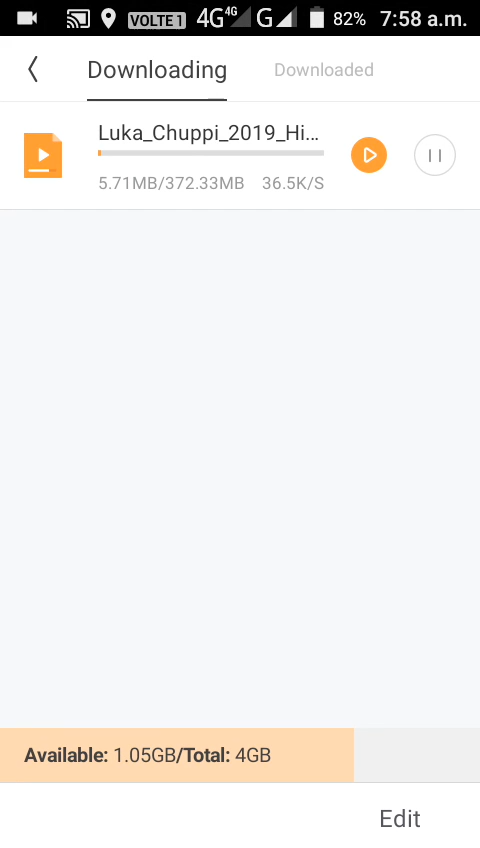 VOLTE 1 4G 4G G 82% 7:58 a.m.
Downloading Downloaded
Luka_Chuppi_2019_Hi...
5.71MB/372.33MB 36.5K/S
Available: 1.05GB/Total: 4GB
Edit